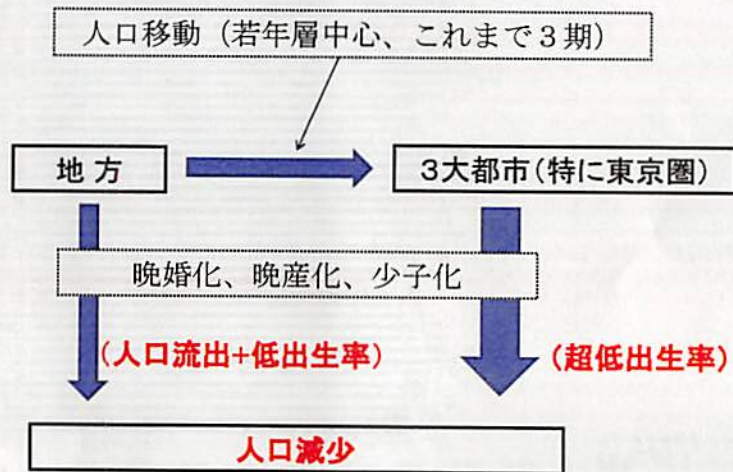 人口移動（若年層中心、これまで３期）
地 方
3大都市(特に東京圏)
晩婚化、晩産化、少子化
(人口流出+低出生率)
(超低出生率)
人口減少